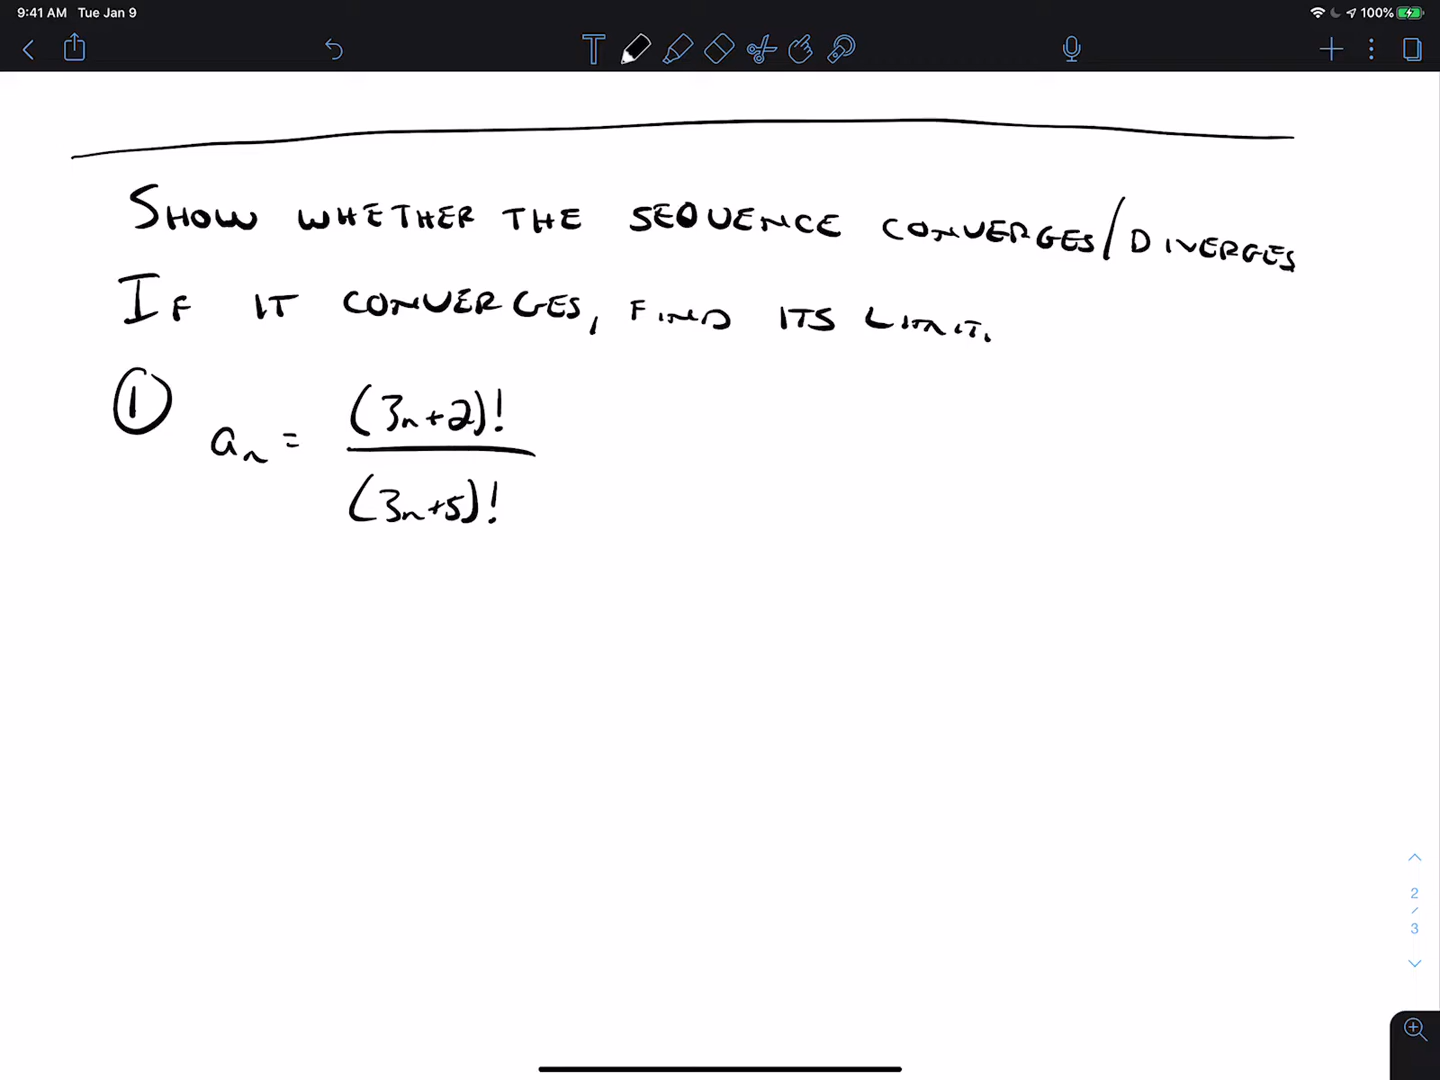 9:41 AM Tue Jan 9 100%
SHOW WHETHER THE SEQUENCE CONVERGES/DIVERGES
IF IT CONVERGES, FIND ITS LIMIT.
① aₙ = (3n+2)! / (3n+5)!
2
/
3